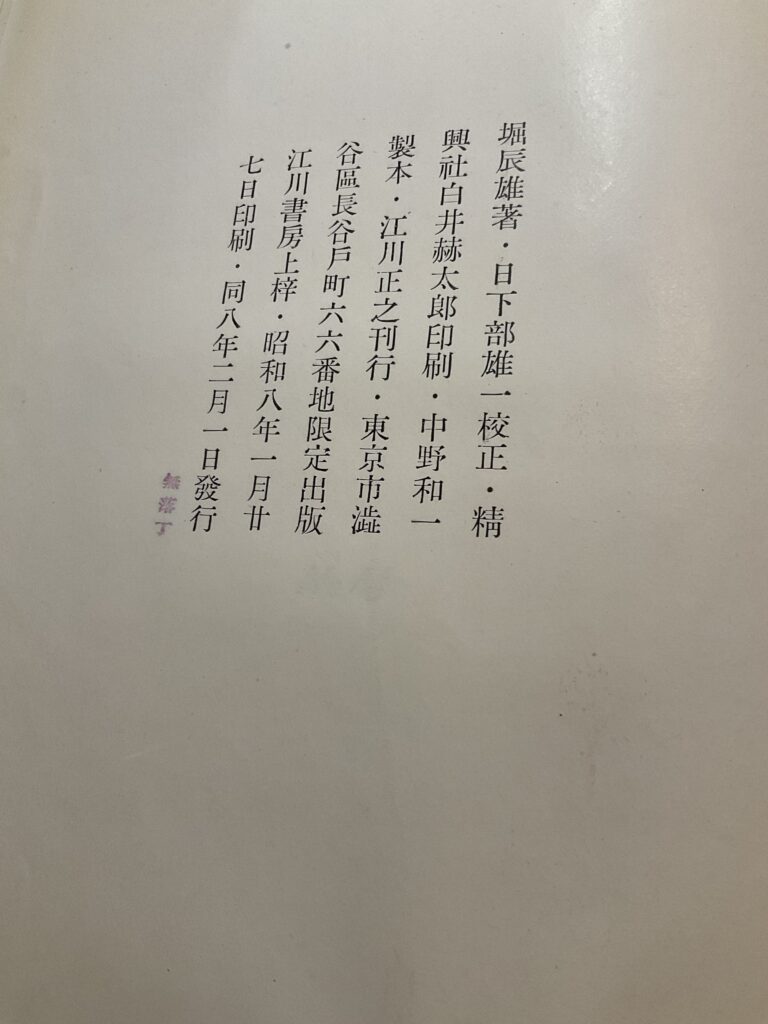 堀辰雄著・日下部雄一校正・精
興社白井赫太郎印刷・中野和一
製本・江川正之刊行・東京市澁
谷區長谷戸町六六番地限定出版
江川書房上梓・昭和八年一月廿
七日印刷・同八年二月一日發行
無落丁